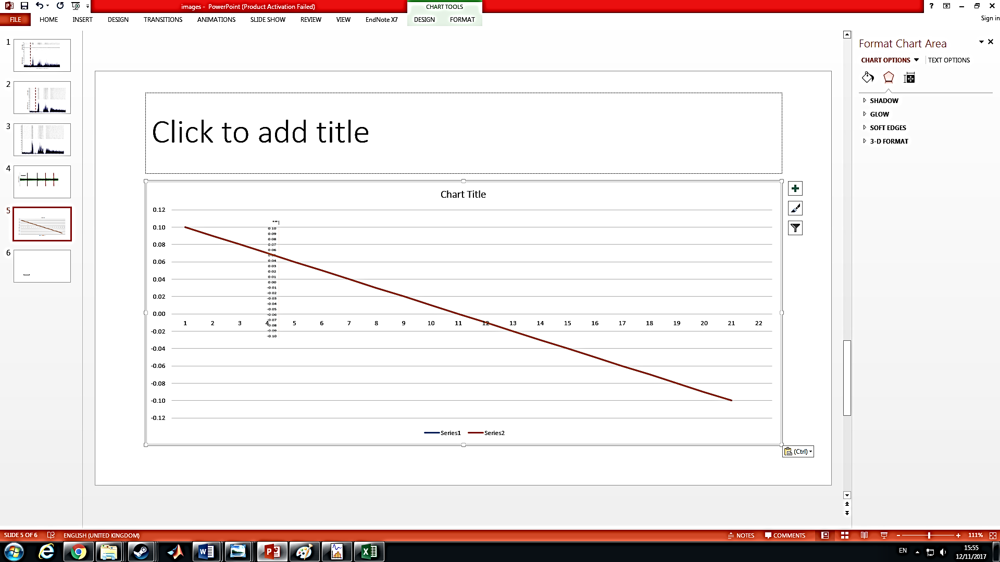 images - PowerPoint (Product Activation Failed)
CHART TOOLS
?
FILE HOME INSERT DESIGN TRANSITIONS ANIMATIONS SLIDE SHOW REVIEW VIEW EndNote X7 DESIGN FORMAT
Sign in
1
2
3
4
5
6
Click to add title
Chart Title
0.12
0.10
0.08
0.06
0.04
0.02
0.00
-0.02
-0.04
-0.06
-0.08
-0.10
-0.12
0.10
0.09
0.08
0.07
0.06
0.04
0.03
0.02
0.01
0.00
-0.01
-0.02
-0.03
-0.04
-0.05
-0.06
-0.07
-0.08
-0.09
-0.10
1 2 3 4 5 6 7 8 9 10 11 12 13 14 15 16 17 18 19 20 21 22
Series1 Series2
(Ctrl)
Format Chart Area
CHART OPTIONS TEXT OPTIONS
SHADOW
GLOW
SOFT EDGES
3-D FORMAT
SLIDE 5 OF 6 ENGLISH (UNITED KINGDOM) NOTES COMMENTS 111%
EN
15:55
12/11/2017